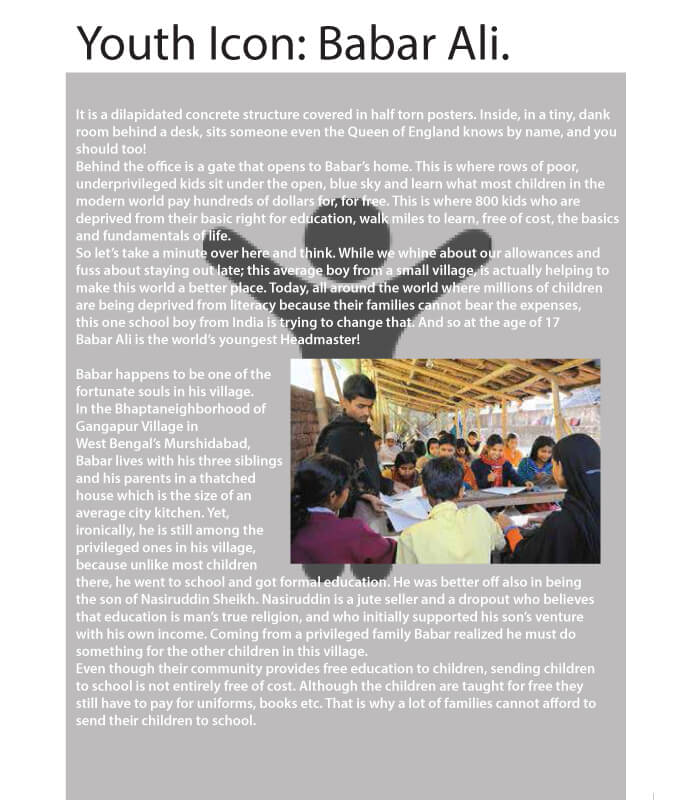 Youth Icon: Babar Ali.
It is a dilapidated concrete structure covered in half torn posters. Inside, in a tiny, dank
room behind a desk, sits someone even the Queen of England knows by name, and you
should too!
Behind the office is a gate that opens to Babar's home. This is where rows of poor,
underprivileged kids sit under the open, blue sky and learn what most children in the
modern world pay hundreds of dollars for, for free. This is where 800 kids who are
deprived from their basic right for education, walk miles to learn, free of cost, the basics
and fundamentals of life.
So let's take a minute over here and think. While we whine about our allowances and
fuss about staying out late; this average boy from a small village, is actually helping to
make this world a better place. Today, all around the world where millions of children
are being deprived from literacy because their families cannot bear the expenses,
this one school boy from India is trying to change that. And so at the age of 17
Babar Ali is the world's youngest Headmaster!
Babar happens to be one of the
fortunate souls in his village.
In the Bhaptaneighborhood of
Gangapur Village in
West Bengal's Murshidabad,
Babar lives with his three siblings
and his parents in a thatched
house which is the size of an
average city kitchen. Yet,
ironically, he is still among the
privileged ones in his village,
because unlike most children
there, he went to school and got formal education. He was better off also in being
the son of Nasiruddin Sheikh. Nasiruddin is a jute seller and a dropout who believes
that education is man's true religion, and who initially supported his son's venture
with his own income. Coming from a privileged family Babar realized he must do
something for the other children in this village.
Even though their community provides free education to children, sending children
to school is not entirely free of cost. Although the children are taught for free they
still have to pay for uniforms, books etc. That is why a lot of families cannot afford to
send their children to school.